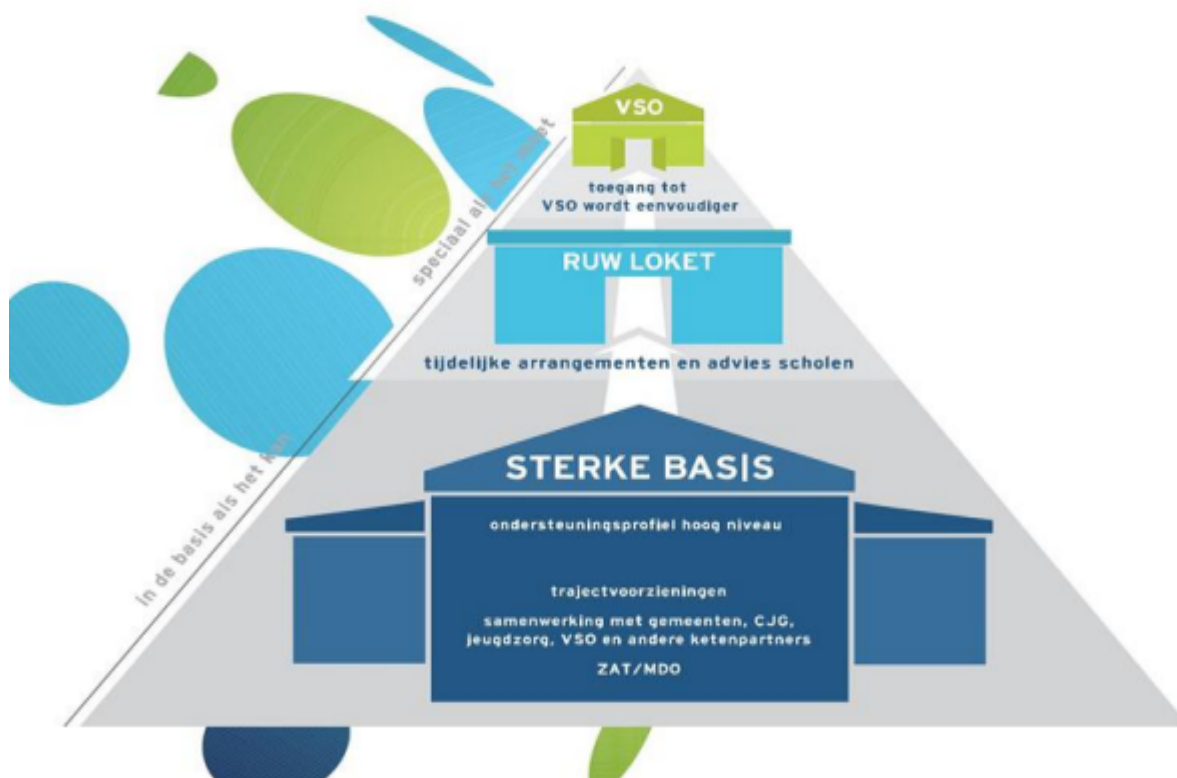 VSO
toegang tot
VSO wordt eenvoudiger
speciaal als het moet
RUW LOKET
tijdelijke arrangementen en advies scholen
in de basis als het kan
STERKE BAS|S
ondersteuningsprofiel hoog niveau
trajectvoorzieningen
samenwerking met gemeenten, CJG,
jeugdzorg, VSO en andere ketenpartners
ZAT/MDO